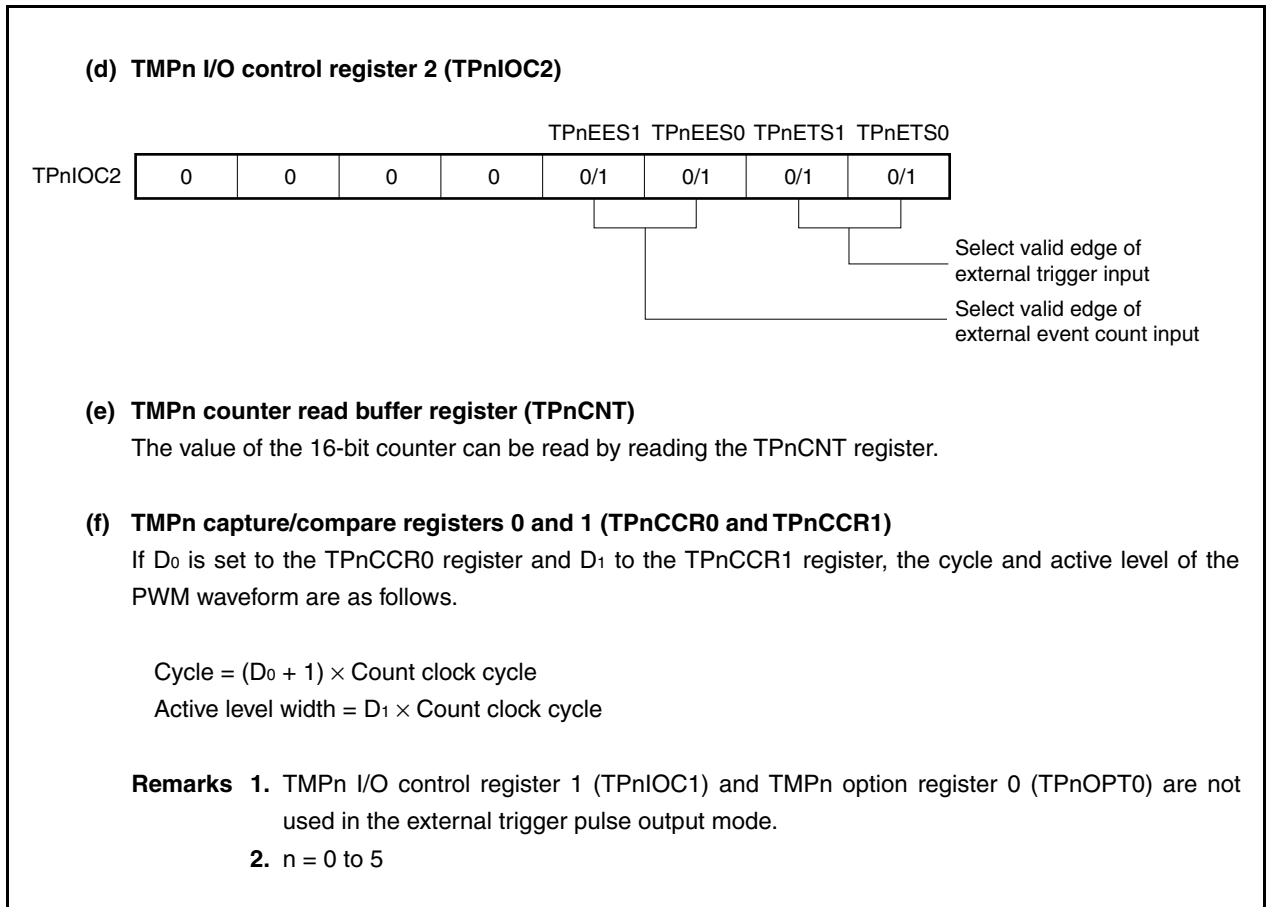 (d) TMPn I/O control register 2 (TPnIOC2)
TPnEES1 TPnEES0 TPnETS1 TPnETS0
TPnIOC2 0 0 0 0 0/1 0/1 0/1 0/1
Select valid edge of
external trigger input
Select valid edge of
external event count input
(e) TMPn counter read buffer register (TPnCNT)
The value of the 16-bit counter can be read by reading the TPnCNT register.
(f) TMPn capture/compare registers 0 and 1 (TPnCCR0 and TPnCCR1)
If D0 is set to the TPnCCR0 register and D1 to the TPnCCR1 register, the cycle and active level of the
PWM waveform are as follows.
Cycle = (D0 + 1) × Count clock cycle
Active level width = D1 × Count clock cycle
Remarks 1. TMPn I/O control register 1 (TPnIOC1) and TMPn option register 0 (TPnOPT0) are not
used in the external trigger pulse output mode.
2. n = 0 to 5